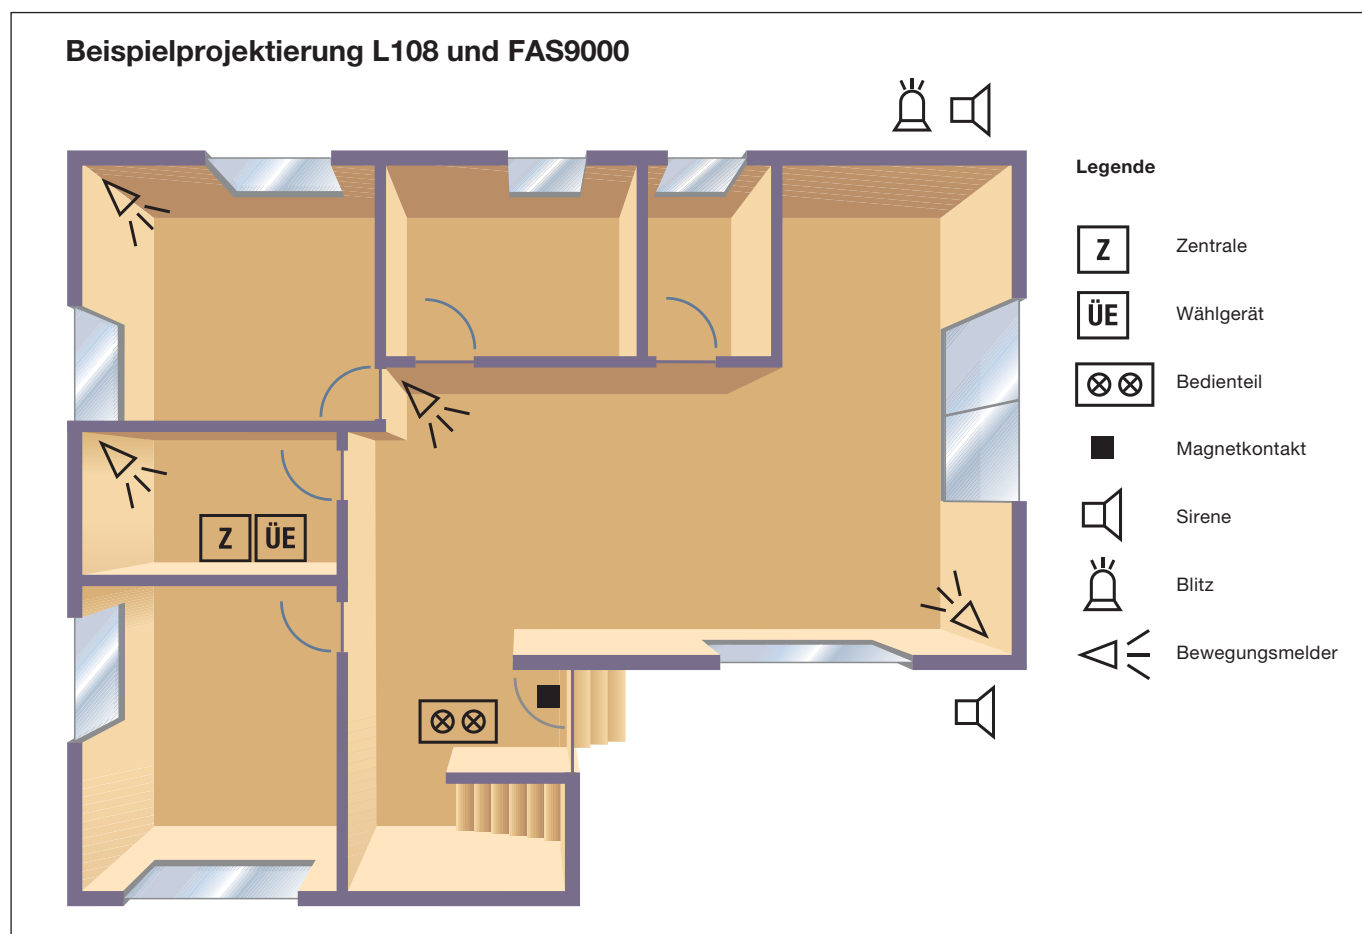 Beispielprojektierung L108 und FAS9000
Legende
Z Zentrale
ÜE Wählgerät
Bedienteil
Magnetkontakt
Sirene
Blitz
Bewegungsmelder
Z ÜE